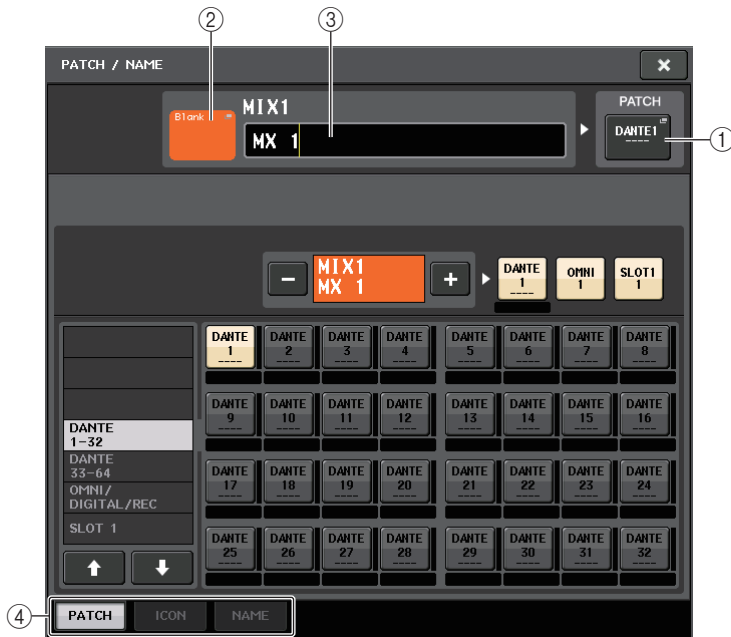 ② ③
PATCH / NAME ×
MIX1
Blank
MX 1
PATCH
DANTE1
----
①
MIX1
MX 1
− +
DANTE
1
----
OMNI
1
SLOT1
1
DANTE
1-32
DANTE
33-64
OMNI/
DIGITAL/REC
SLOT 1
DANTE DANTE DANTE DANTE DANTE DANTE DANTE DANTE
1 2 3 4 5 6 7 8
---- ---- ---- ---- ---- ---- ---- ----
DANTE DANTE DANTE DANTE DANTE DANTE DANTE DANTE
9 10 11 12 13 14 15 16
---- ---- ---- ---- ---- ---- ---- ----
DANTE DANTE DANTE DANTE DANTE DANTE DANTE DANTE
17 18 19 20 21 22 23 24
---- ---- ---- ---- ---- ---- ---- ----
DANTE DANTE DANTE DANTE DANTE DANTE DANTE DANTE
25 26 27 28 29 30 31 32
---- ---- ---- ---- ---- ---- ---- ----
④
PATCH ICON NAME